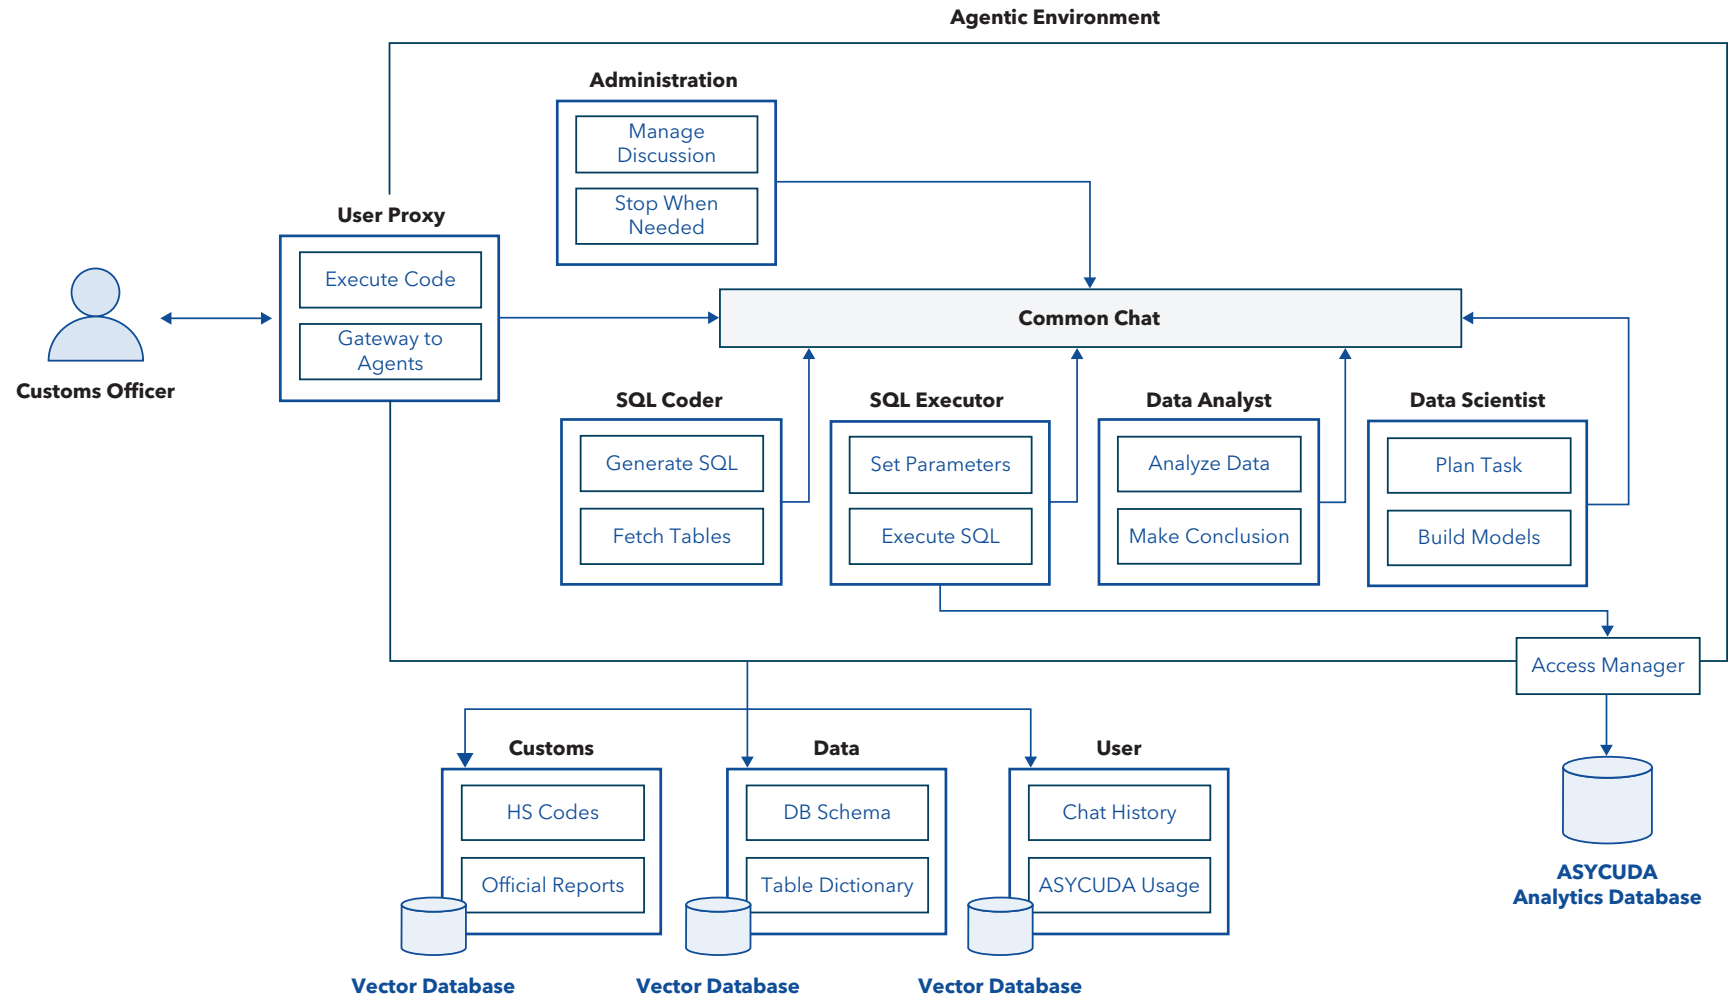 Agentic Environment
Administration
Manage
Discussion
Stop When
Needed
User Proxy
Execute Code
Gateway to
Agents
Customs Officer
Common Chat
SQL Coder
Generate SQL
Fetch Tables
SQL Executor
Set Parameters
Execute SQL
Data Analyst
Analyze Data
Make Conclusion
Data Scientist
Plan Task
Build Models
Access Manager
Customs
HS Codes
Official Reports
Vector Database
Data
DB Schema
Table Dictionary
Vector Database
User
Chat History
ASYCUDA Usage
Vector Database
ASYCUDA
Analytics Database